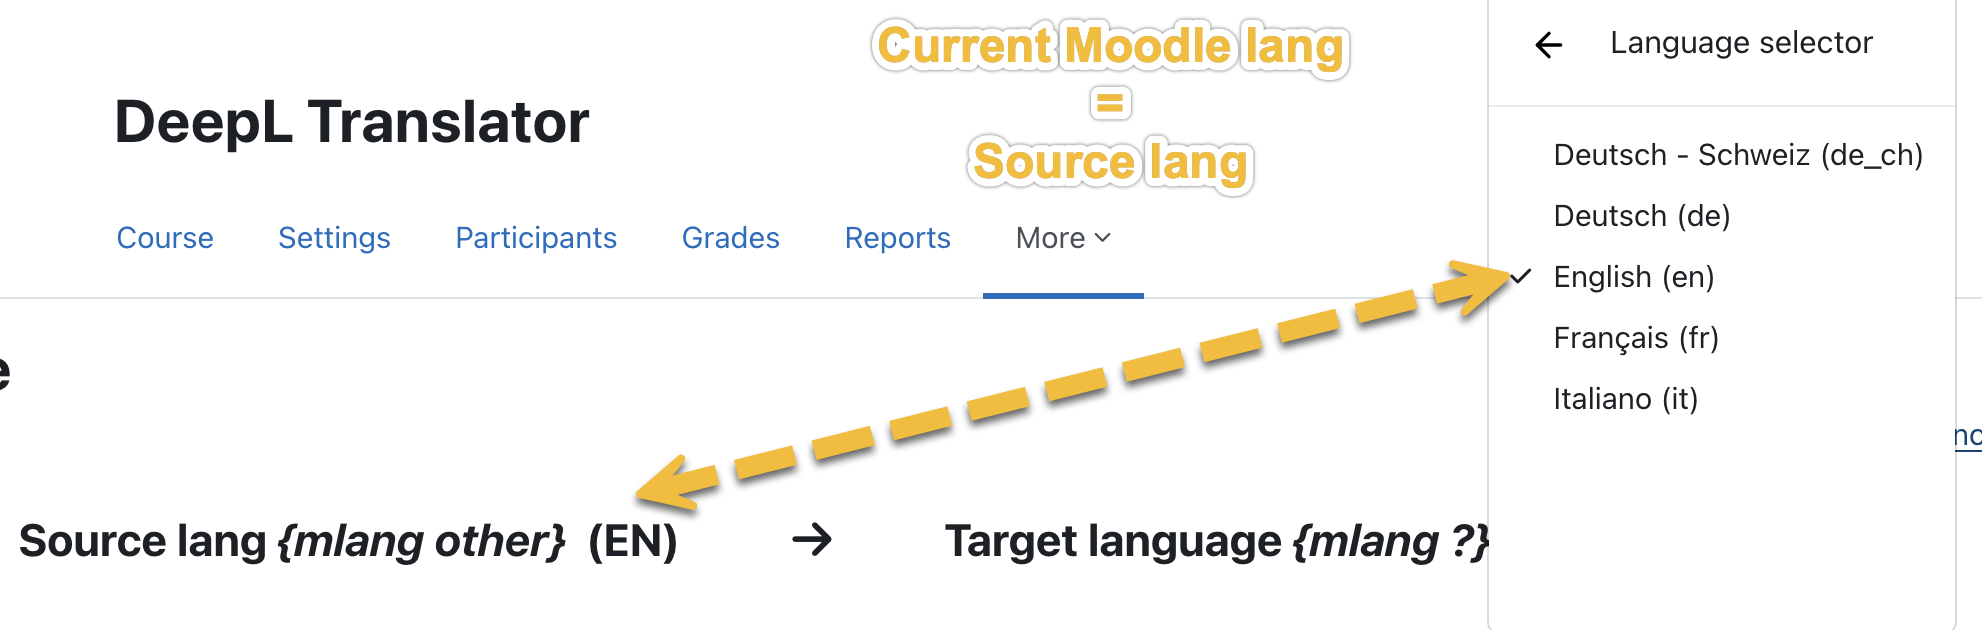 Current Moodle lang
=
Source lang
Language selector
DeepL Translator
Course Settings Participants Grades Reports More
Deutsch - Schweiz (de_ch)
Deutsch (de)
English (en)
Français (fr)
Italiano (it)
Source lang {mlang other} (EN) → Target language {mlang ?}